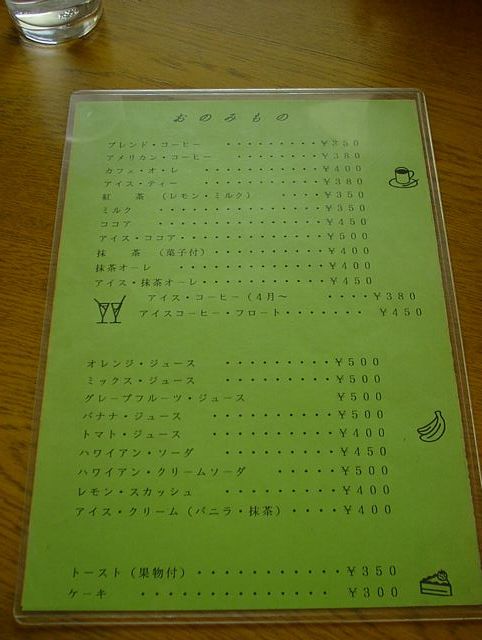 おのみもの
ブレンド・コーヒー ・・・・・・・・・¥350
アメリカン・コーヒー ・・・・・・・・¥380
カフェ・オ・レ ・・・・・・・・・・・¥400
アイス・ティー ・・・・・・・・・・・¥380
紅 茶 (レモン・ミルク) ・・・・¥350
ミルク ・・・・・・・・・・・・・・¥350
ココア ・・・・・・・・・・・・・・¥450
アイス・ココア・・・・・・・・・・・・¥500
抹 茶 (菓子付)・・・・・・・・・・¥400
抹茶オーレ ・・・・・・・・・・・・¥400
アイス・抹茶オーレ・・・・・・・・・・¥450
アイス・コーヒー(4月〜 ・・・・¥380
アイスコーヒー・フロート・・・・・・・ ¥450
オレンジ・ジュース ・・・・・・・・・¥500
ミックス・ジュース ・・・・・・・・・¥500
グレープフルーツ・ジュース ¥500
バナナ・ジュース ・・・・・・・・・・¥500
トマト・ジュース ・・・・・・・・・・¥400
ハワイアン・ソーダ ・・・・・・・・・¥450
ハワイアン・クリームソーダ ・・・・・¥500
レモン・スカッシュ ・・・・・・・・・¥400
アイス・クリーム(バニラ・抹茶)・・・・¥400
トースト(果物付)・・・・・・・・・・・¥350
ケーキ ・・・・・・・・・・・・・・ ¥300